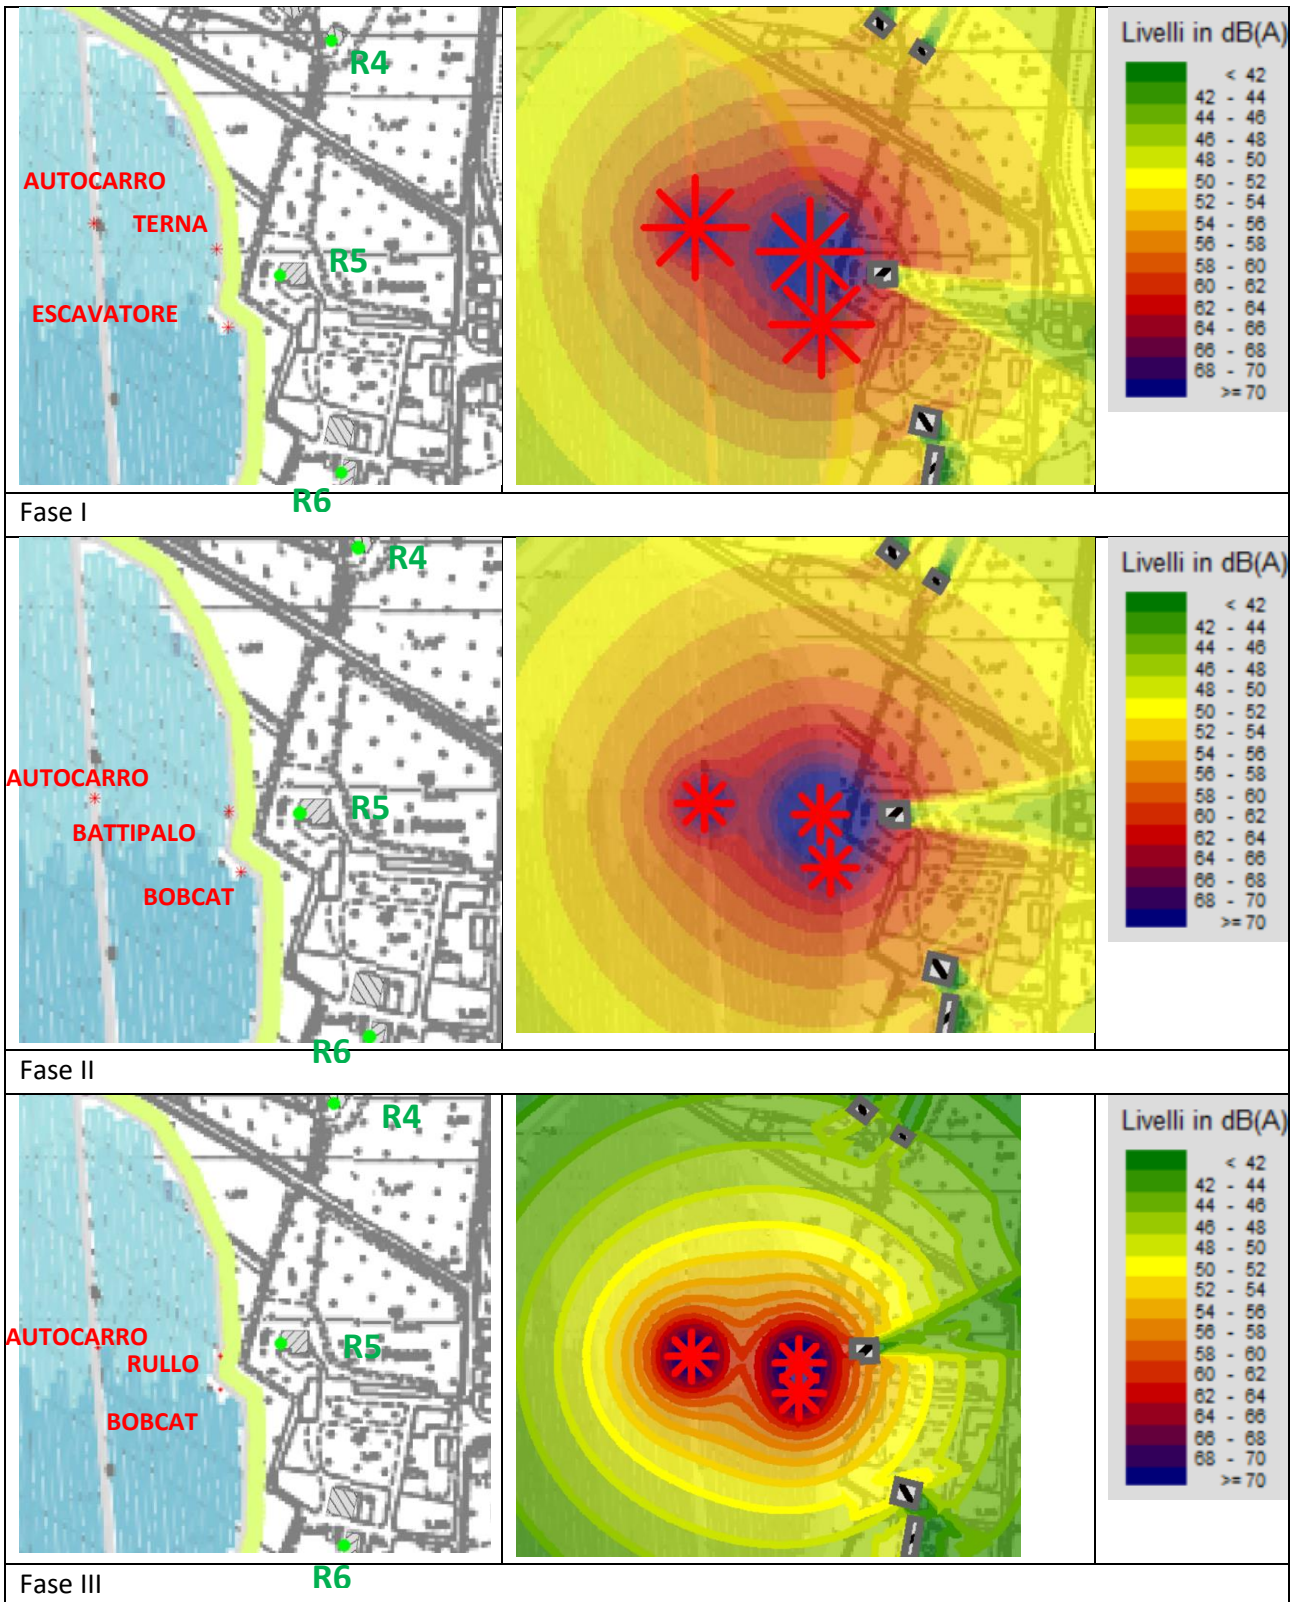 R4
AUTOCARRO
TERNA
R5
ESCAVATORE
R6
Livelli in dB(A)
< 42
42 - 44
44 - 46
46 - 48
48 - 50
50 - 52
52 - 54
54 - 56
56 - 58
58 - 60
60 - 62
62 - 64
64 - 66
66 - 68
68 - 70
>= 70
Fase I
R4
AUTOCARRO
R5
BATTIPALO
BOBCAT
R6
Livelli in dB(A)
< 42
42 - 44
44 - 46
46 - 48
48 - 50
50 - 52
52 - 54
54 - 56
56 - 58
58 - 60
60 - 62
62 - 64
64 - 66
66 - 68
68 - 70
>= 70
Fase II
R4
AUTOCARRO
R5
RULLO
BOBCAT
R6
Livelli in dB(A)
< 42
42 - 44
44 - 46
46 - 48
48 - 50
50 - 52
52 - 54
54 - 56
56 - 58
58 - 60
60 - 62
62 - 64
64 - 66
66 - 68
68 - 70
>= 70
Fase III